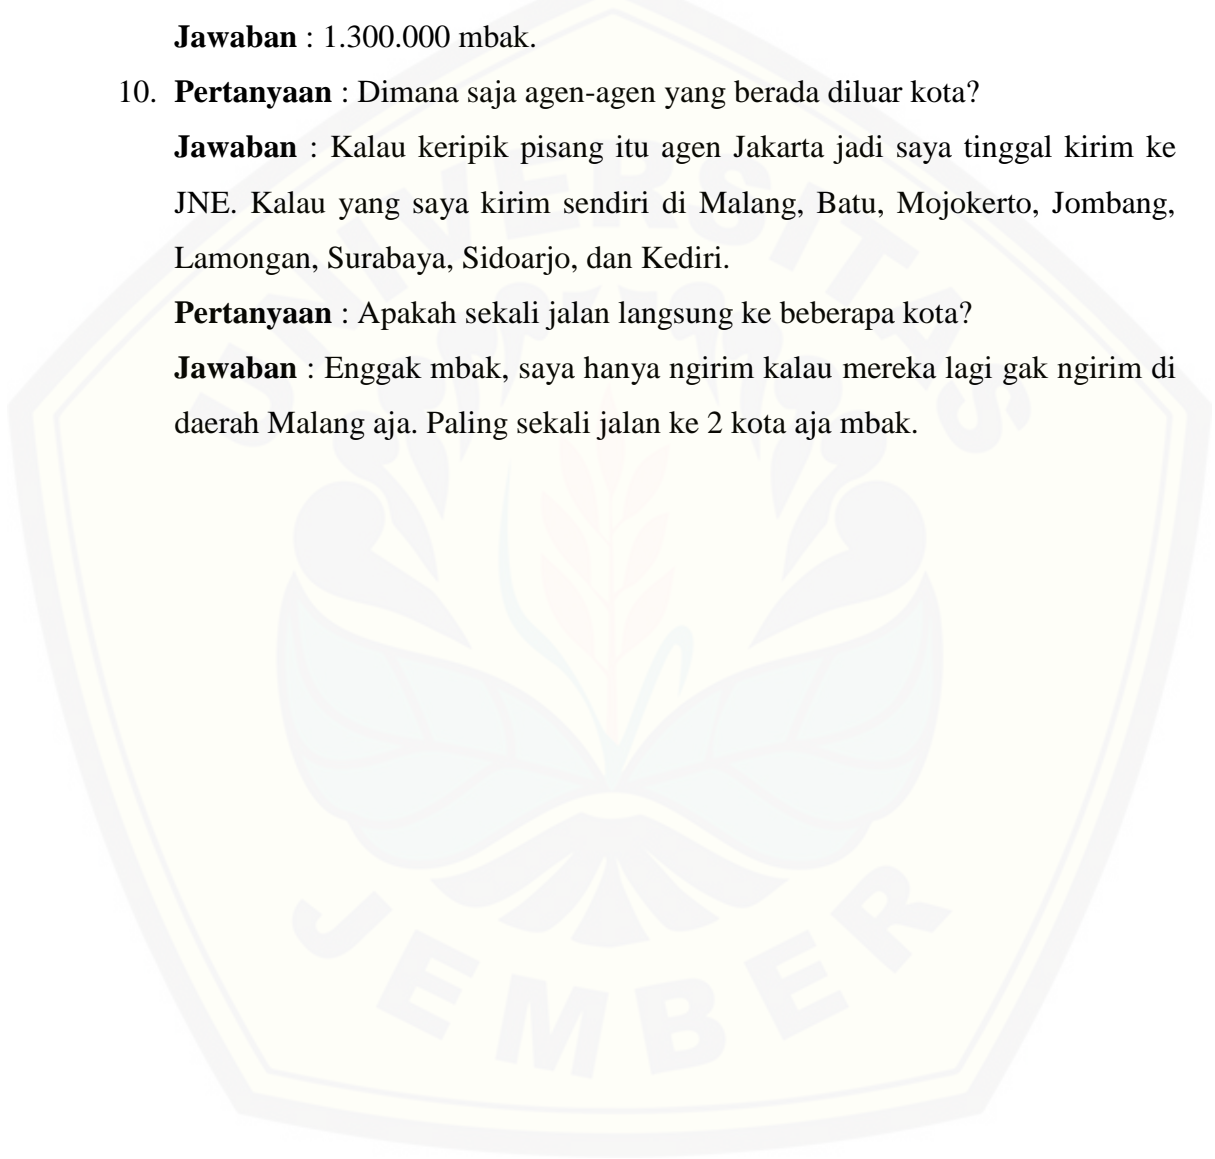 Jawaban : 1.300.000 mbak.
10. Pertanyaan : Dimana saja agen-agen yang berada diluar kota?
Jawaban : Kalau keripik pisang itu agen Jakarta jadi saya tinggal kirim ke
JNE. Kalau yang saya kirim sendiri di Malang, Batu, Mojokerto, Jombang,
Lamongan, Surabaya, Sidoarjo, dan Kediri.
Pertanyaan : Apakah sekali jalan langsung ke beberapa kota?
Jawaban : Enggak mbak, saya hanya ngirim kalau mereka lagi gak ngirim di
daerah Malang aja. Paling sekali jalan ke 2 kota aja mbak.
UNIVERSITAS
JEMBER